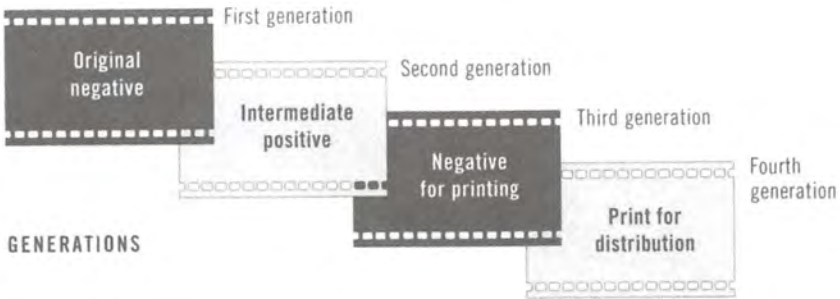 First generation
Original
negative
Second generation
Intermediate
positive
Third generation
Negative
for printing
Fourth
generation
Print for
distribution
GENERATIONS